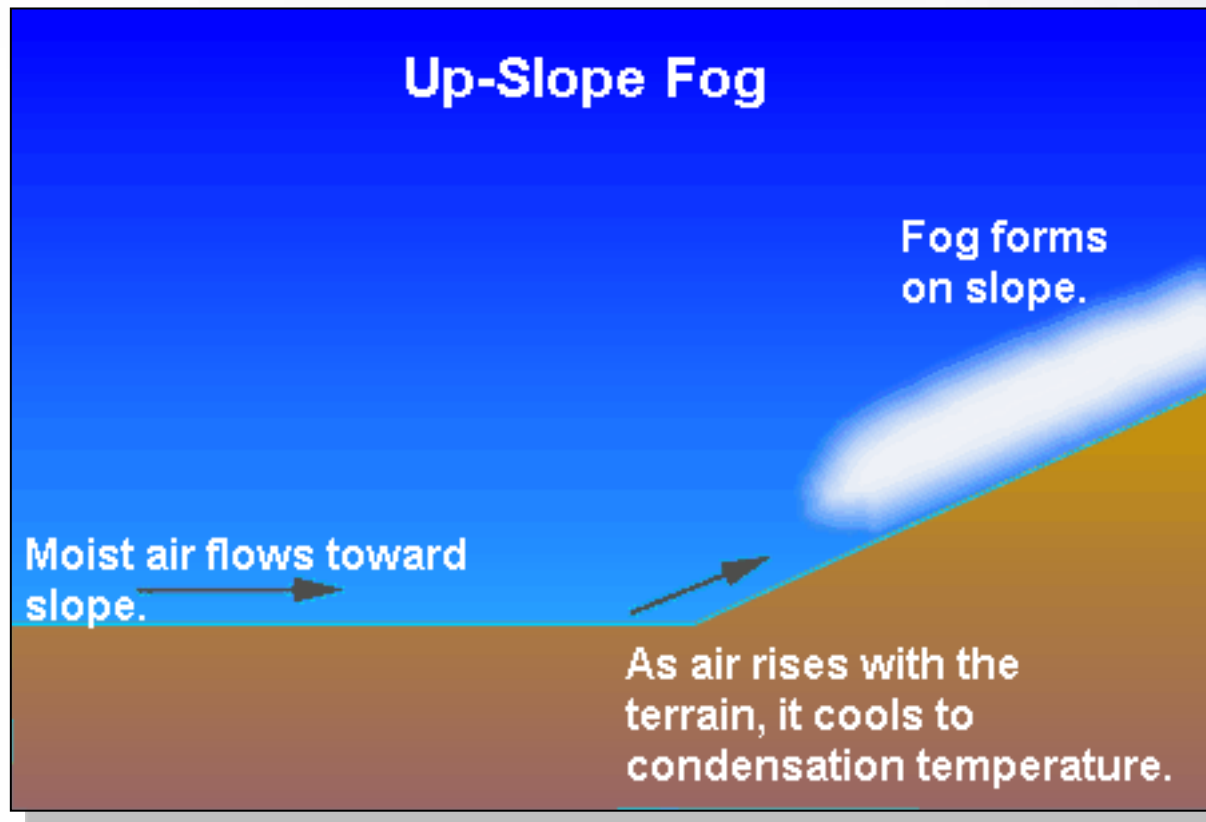 Up-Slope Fog
Fog forms
on slope.
Moist air flows toward
slope.
As air rises with the
terrain, it cools to
condensation temperature.